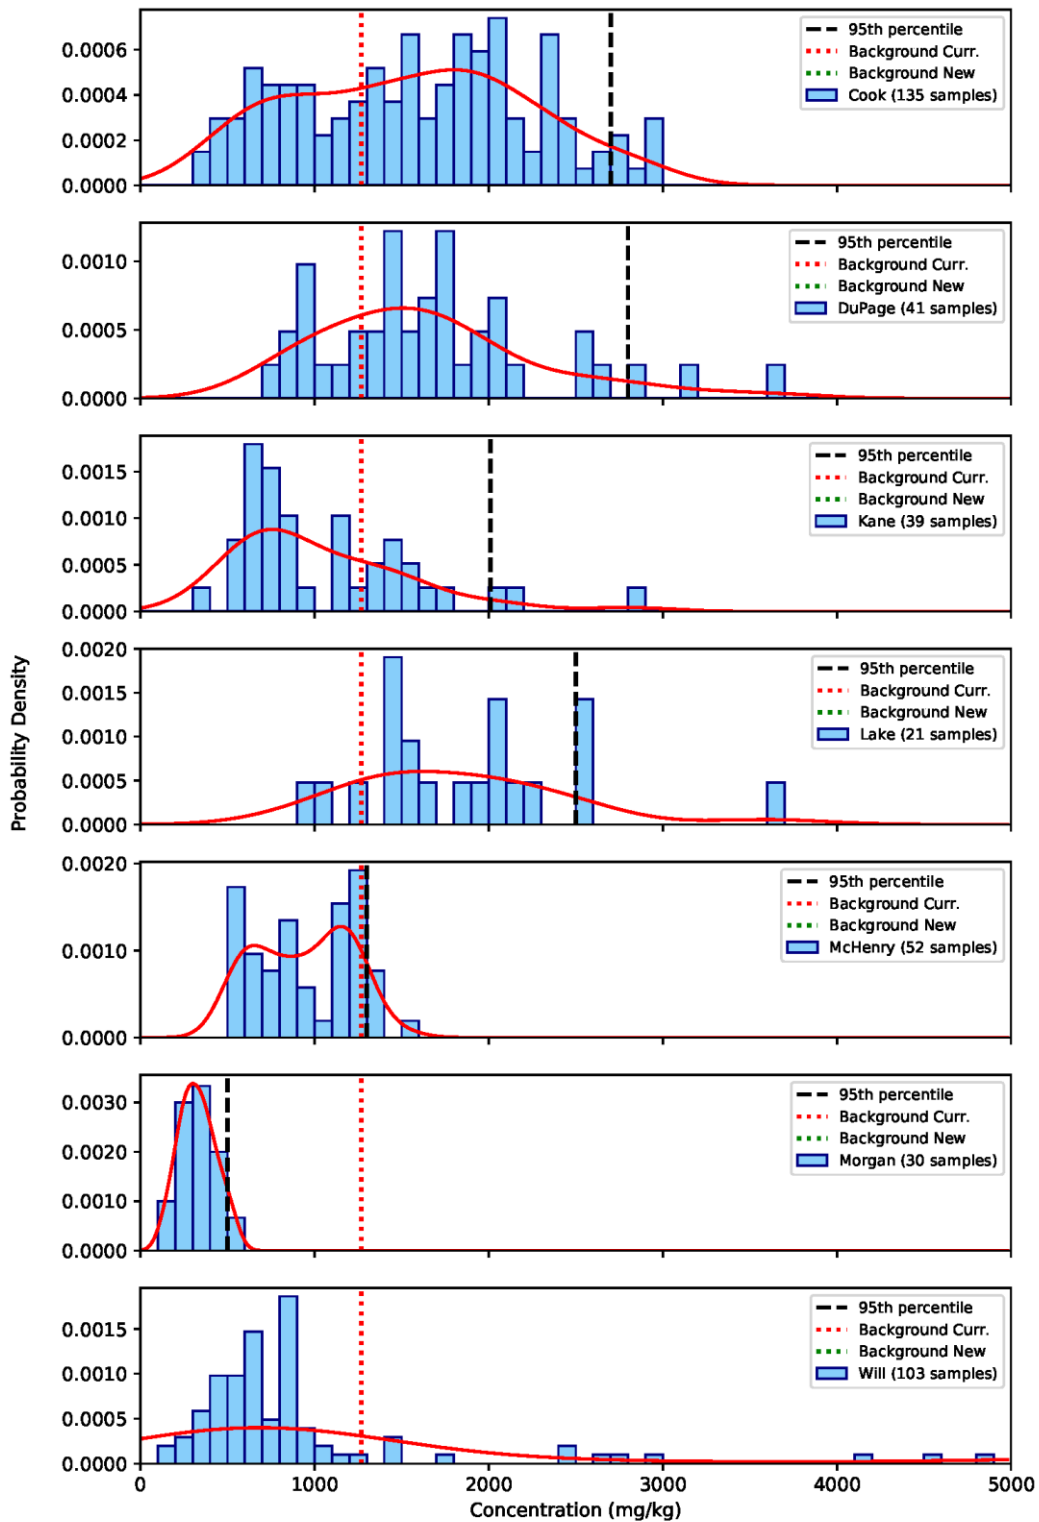 0.0006
0.0004
0.0002
0.0000
95th percentile
Background Curr.
Background New
Cook (135 samples)
0.0010
0.0005
0.0000
95th percentile
Background Curr.
Background New
DuPage (41 samples)
0.0015
0.0010
0.0005
0.0000
95th percentile
Background Curr.
Background New
Kane (39 samples)
Probability Density
0.0020
0.0015
0.0010
0.0005
0.0000
95th percentile
Background Curr.
Background New
Lake (21 samples)
0.0020
0.0010
0.0000
95th percentile
Background Curr.
Background New
McHenry (52 samples)
0.0030
0.0020
0.0010
0.0000
95th percentile
Background Curr.
Background New
Morgan (30 samples)
0.0015
0.0010
0.0005
0.0000
95th percentile
Background Curr.
Background New
Will (103 samples)
0 1000 2000 3000 4000 5000
Concentration (mg/kg)